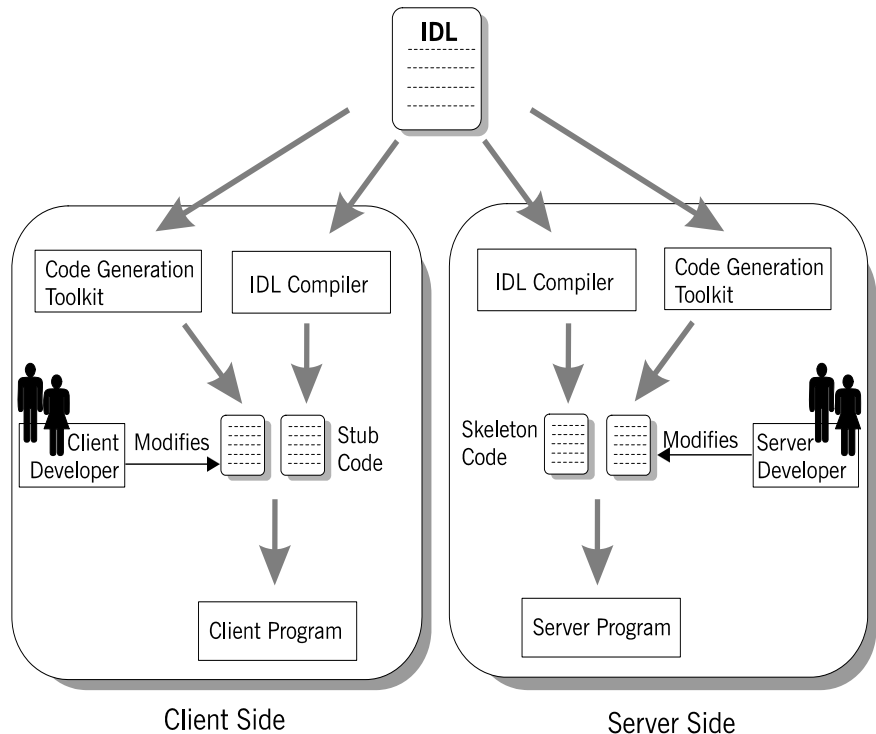 IDL
Code Generation
Toolkit
IDL Compiler
Client
Developer
Modifies
Stub
Code
Client Program
Client Side
IDL Compiler
Code Generation
Toolkit
Skeleton
Code
Modifies
Server
Developer
Server Program
Server Side